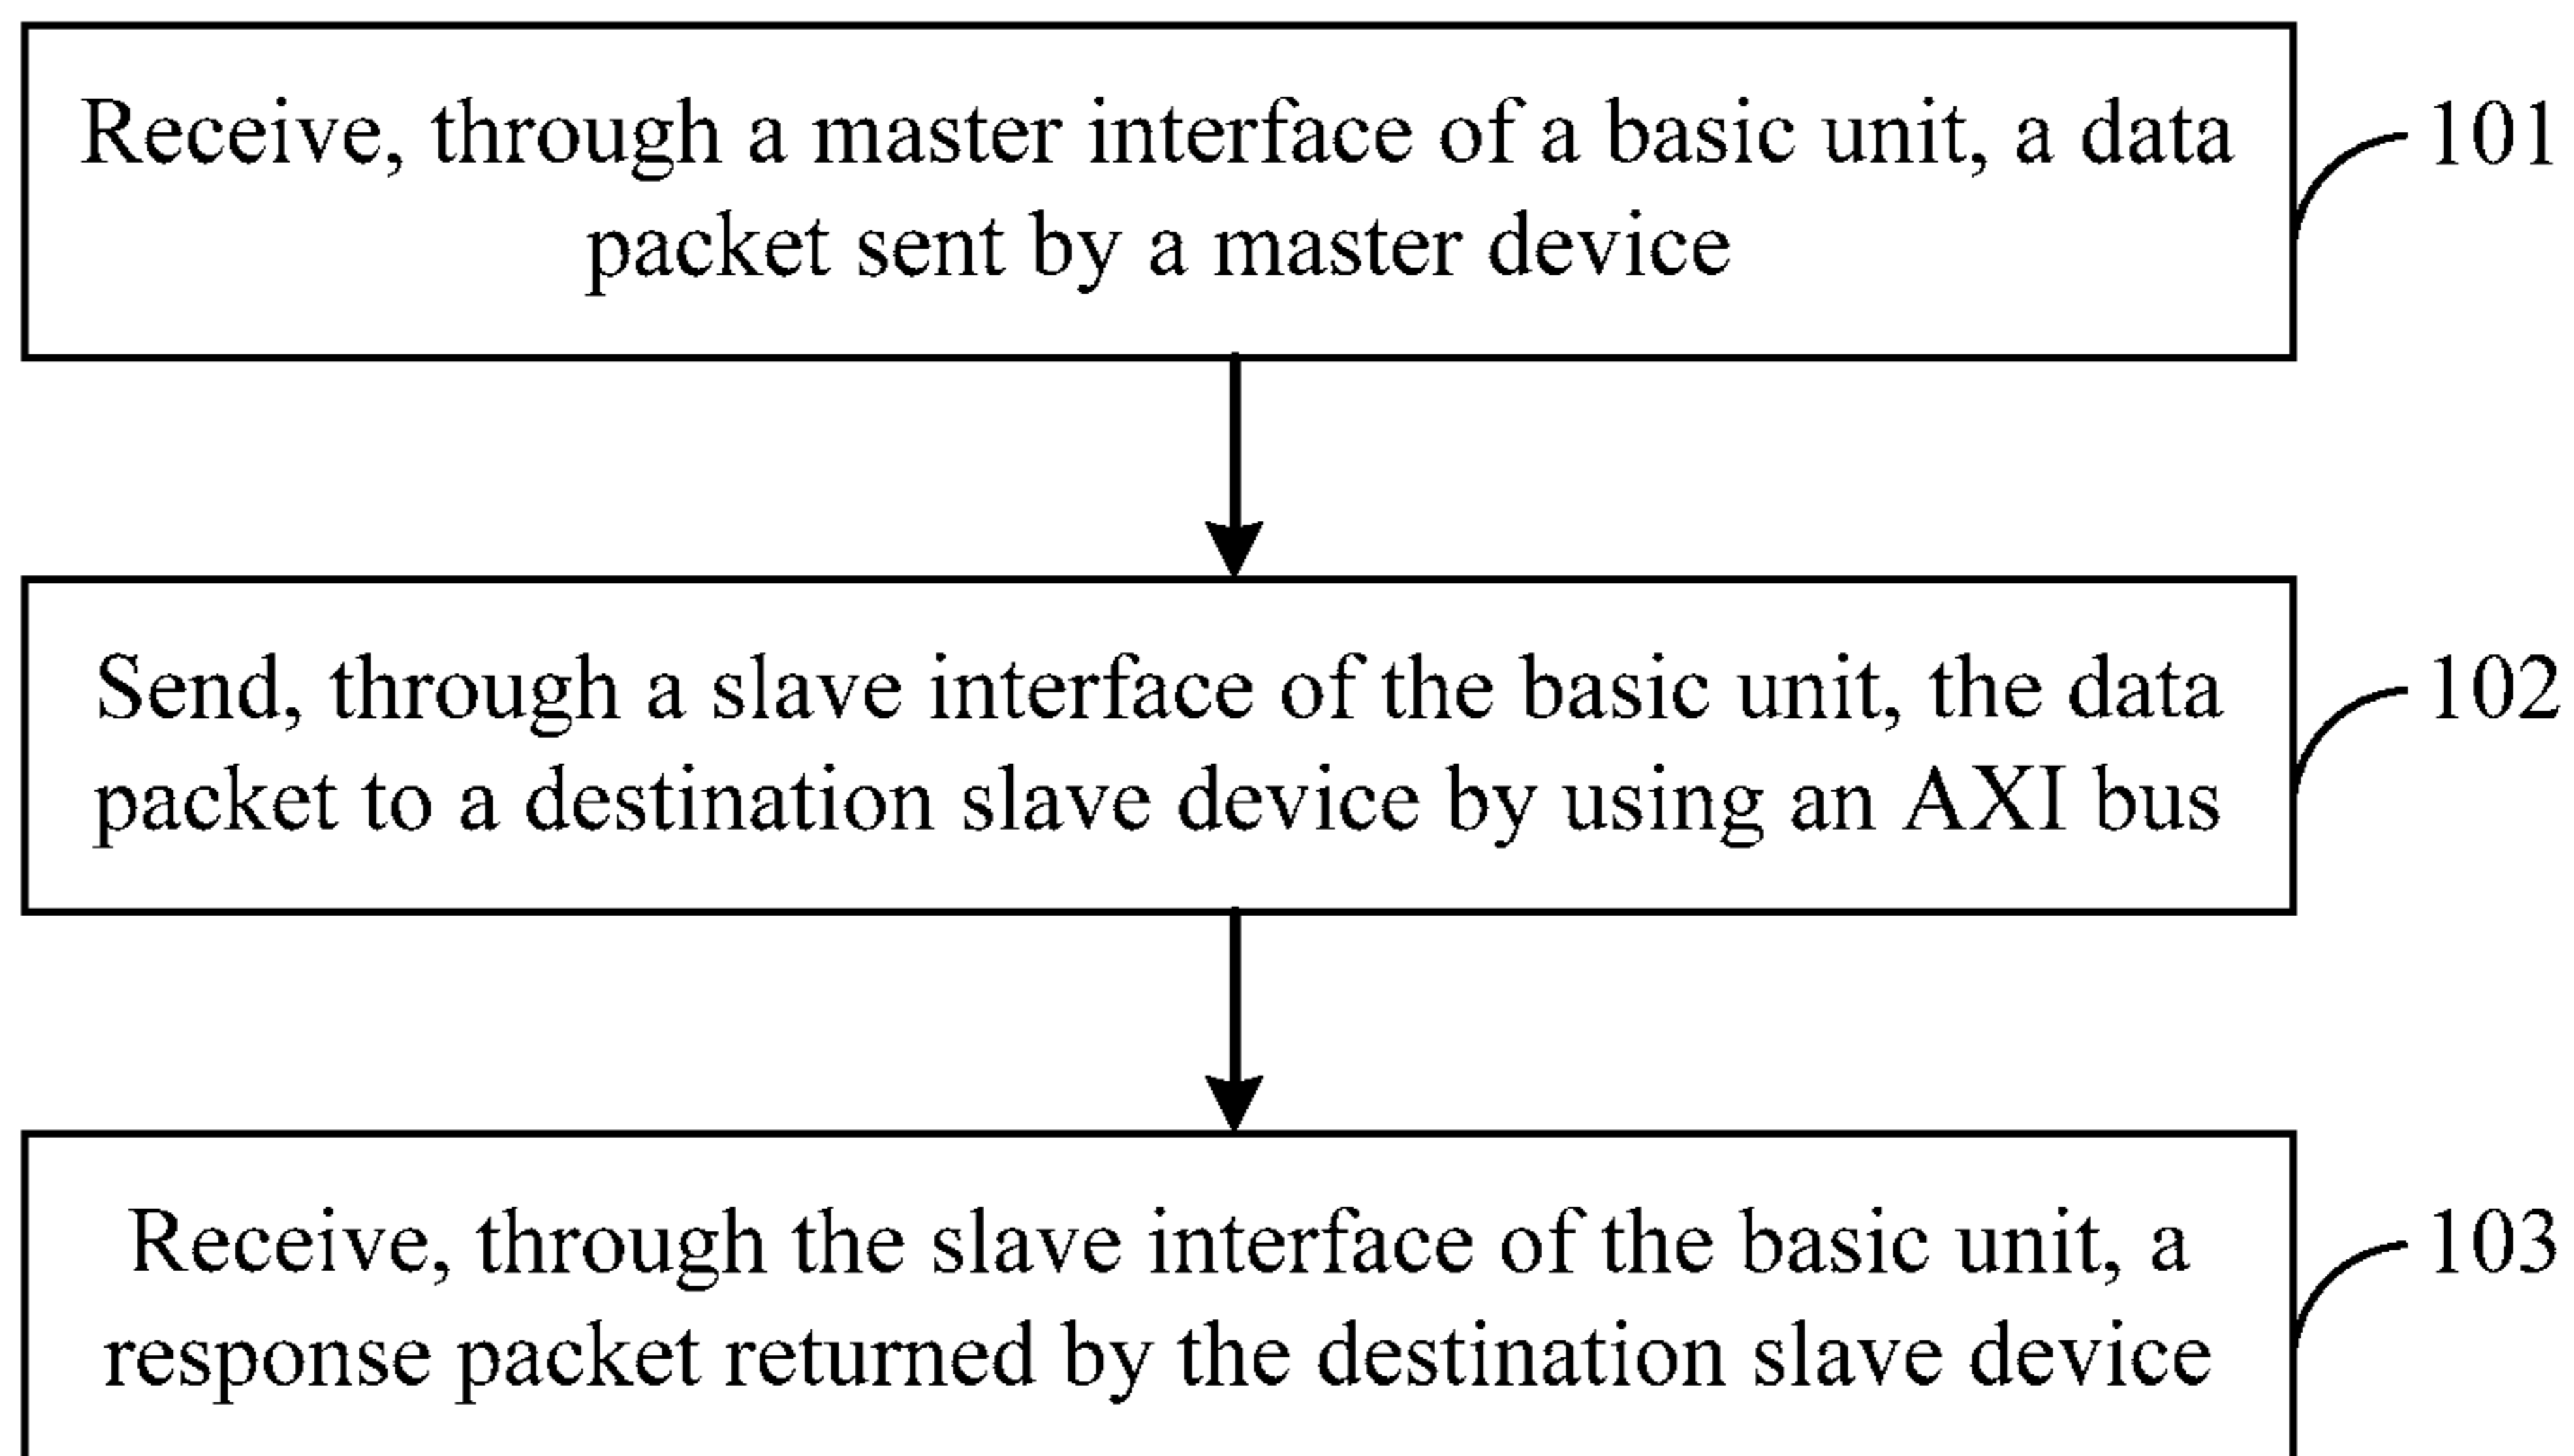 Receive, through a master interface of a basic unit, a data
packet sent by a master device
101
Send, through a slave interface of the basic unit, the data
packet to a destination slave device by using an AXI bus
102
Receive, through the slave interface of the basic unit, a
response packet returned by the destination slave device
103